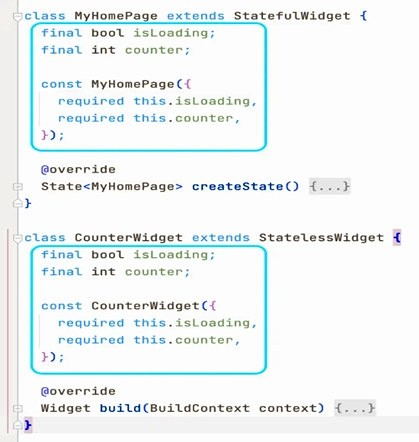 class MyHomePage extends StatefulWidget {
final bool isLoading;
final int counter;
const MyHomePage({
required this.isLoading,
required this.counter,
});
@override
State<MyHomePage> createState() {...}
}
class CounterWidget extends StatelessWidget {
final bool isLoading;
final int counter;
const CounterWidget({
required this.isLoading,
required this.counter,
});
@override
Widget build(BuildContext context) {...}
}